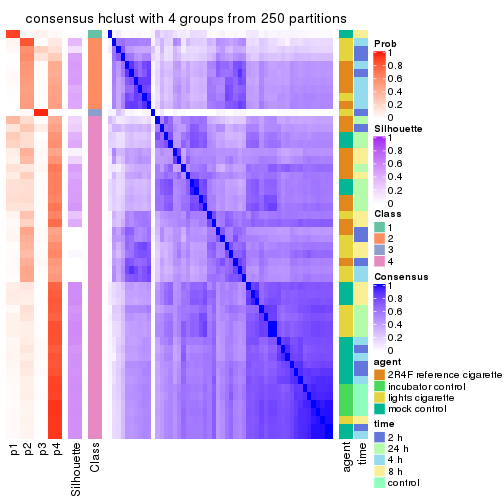 consensus hclust with 4 groups from 250 partitions
p1
p2
p3
p4
Silhouette
Class
agent
time
Prob
1
0.8
0.6
0.4
0.2
0
Silhouette
1
0.8
0.6
0.4
0.2
0
Class
1
2
3
4
Consensus
1
0.8
0.6
0.4
0.2
0
agent
2R4F reference cigarette
incubator control
lights cigarette
mock control
time
2 h
24 h
4 h
8 h
control